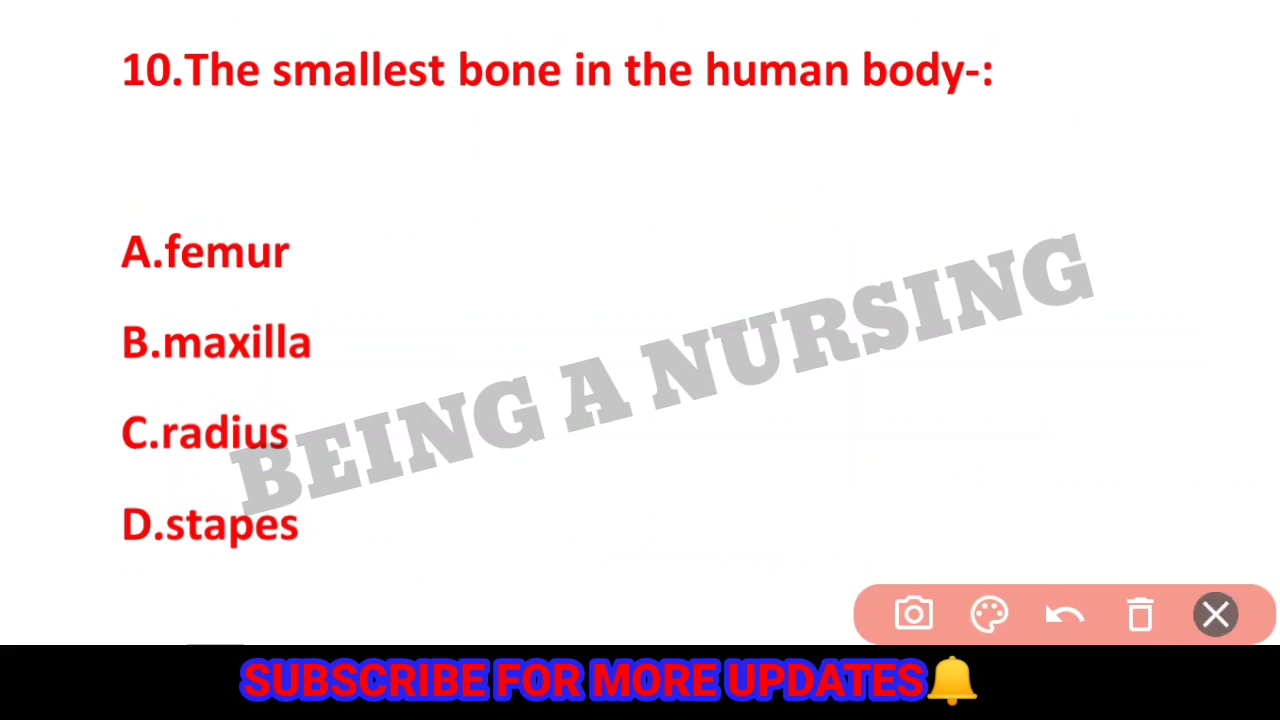 10.The smallest bone in the human body-:
A.femur
B.maxilla
C.radius
D.stapes
BEING A NURSING
SUBSCRIBE FOR MORE UPDATES🔔